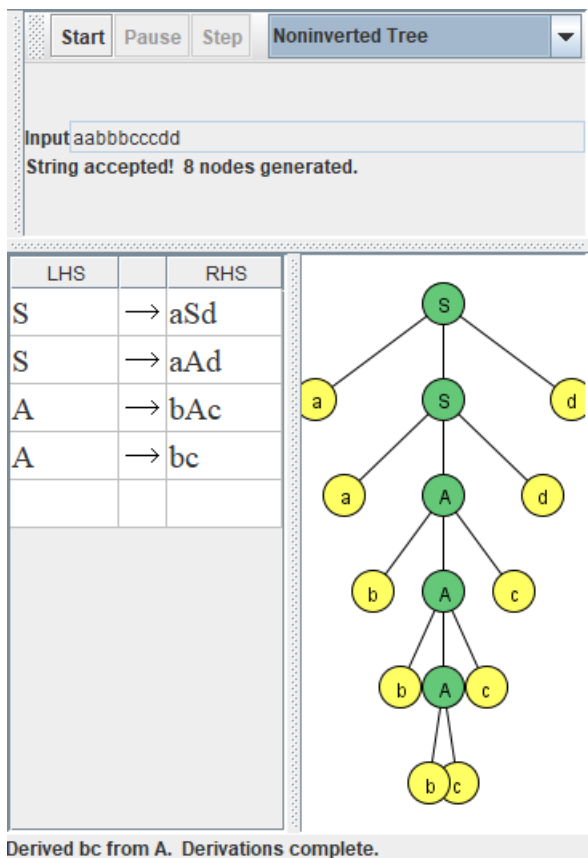 Start Pause Step Noninverted Tree
Input aabbbcccdd
String accepted! 8 nodes generated.
LHS RHS
S → aSd
S → aAd
A → bAc
A → bc
S
a S d
a A d
b A c
b A c
b c
Derived bc from A. Derivations complete.